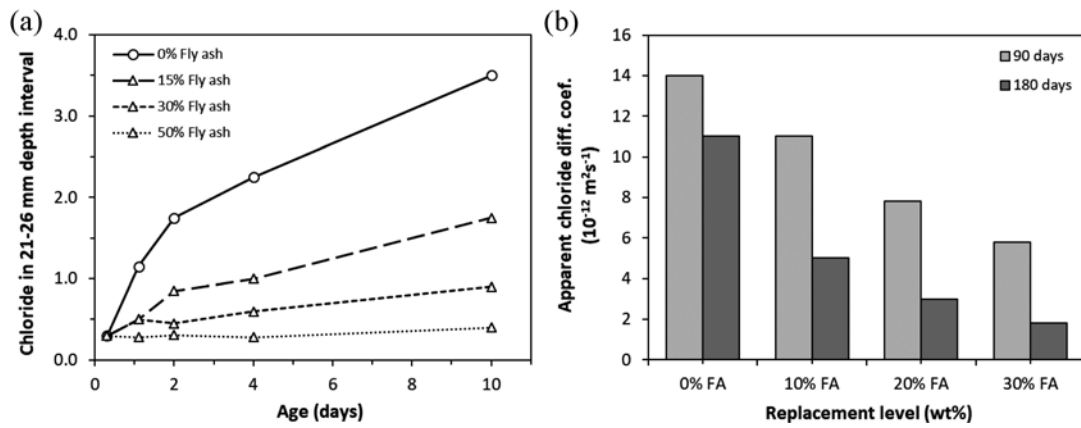 (a)
4.0
3.0
2.0
1.0
0.0
Chloride in 21-26 mm depth interval
0% Fly ash
15% Fly ash
30% Fly ash
50% Fly ash
0 2 4 6 8 10
Age (days)
(b)
16
14
12
10
8
6
4
2
0
Apparent chloride diff. coef.
(10⁻¹² m²s⁻¹)
90 days
180 days
0% FA 10% FA 20% FA 30% FA
Replacement level (wt%)